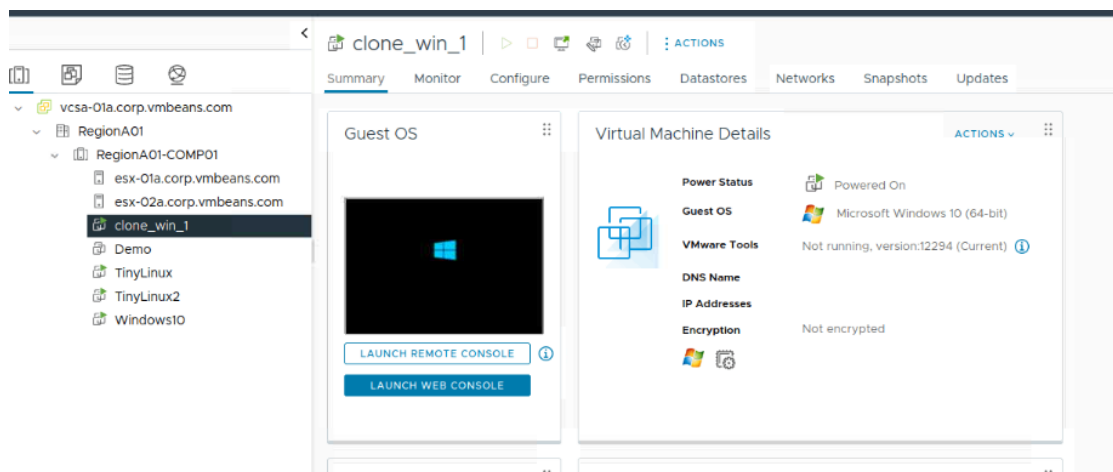 clone_win_1
ACTIONS
Summary Monitor Configure Permissions Datastores Networks Snapshots Updates
vcsa-01a.corp.vmbeans.com
RegionA01
RegionA01-COMP01
esx-01a.corp.vmbeans.com
esx-02a.corp.vmbeans.com
clone_win_1
Demo
TinyLinux
TinyLinux2
Windows10
Guest OS
LAUNCH REMOTE CONSOLE
LAUNCH WEB CONSOLE
Virtual Machine Details
ACTIONS
Power Status Powered On
Guest OS Microsoft Windows 10 (64-bit)
VMware Tools Not running, version:12294 (Current)
DNS Name
IP Addresses
Encryption Not encrypted